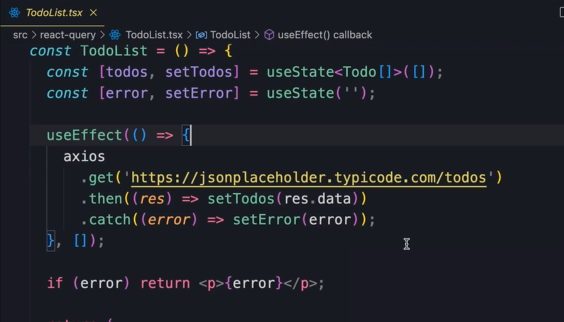 TodoList.tsx ×
src > react-query > TodoList.tsx > TodoList > useEffect() callback
const TodoList = () => {
const [todos, setTodos] = useState<Todo[]>([]);
const [error, setError] = useState('');
useEffect(() => {
axios
.get('https://jsonplaceholder.typicode.com/todos')
.then((res) => setTodos(res.data))
.catch((error) => setError(error));
}, []);
if (error) return <p>{error}</p>;